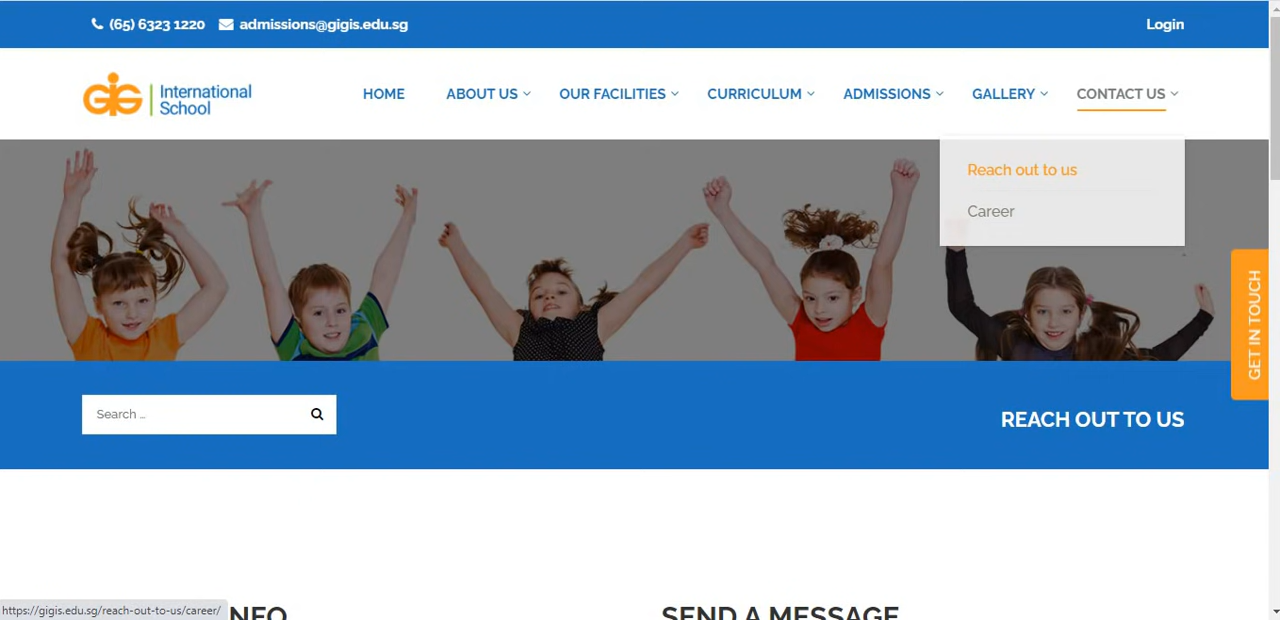 (65) 6323 1220 admissions@gigis.edu.sg Login
GIG International School
HOME ABOUT US OUR FACILITIES CURRICULUM ADMISSIONS GALLERY CONTACT US
Reach out to us
Career
GET IN TOUCH
Search ...
REACH OUT TO US
NFO
SEND A MESSAGE
https://gigis.edu.sg/reach-out-to-us/career/